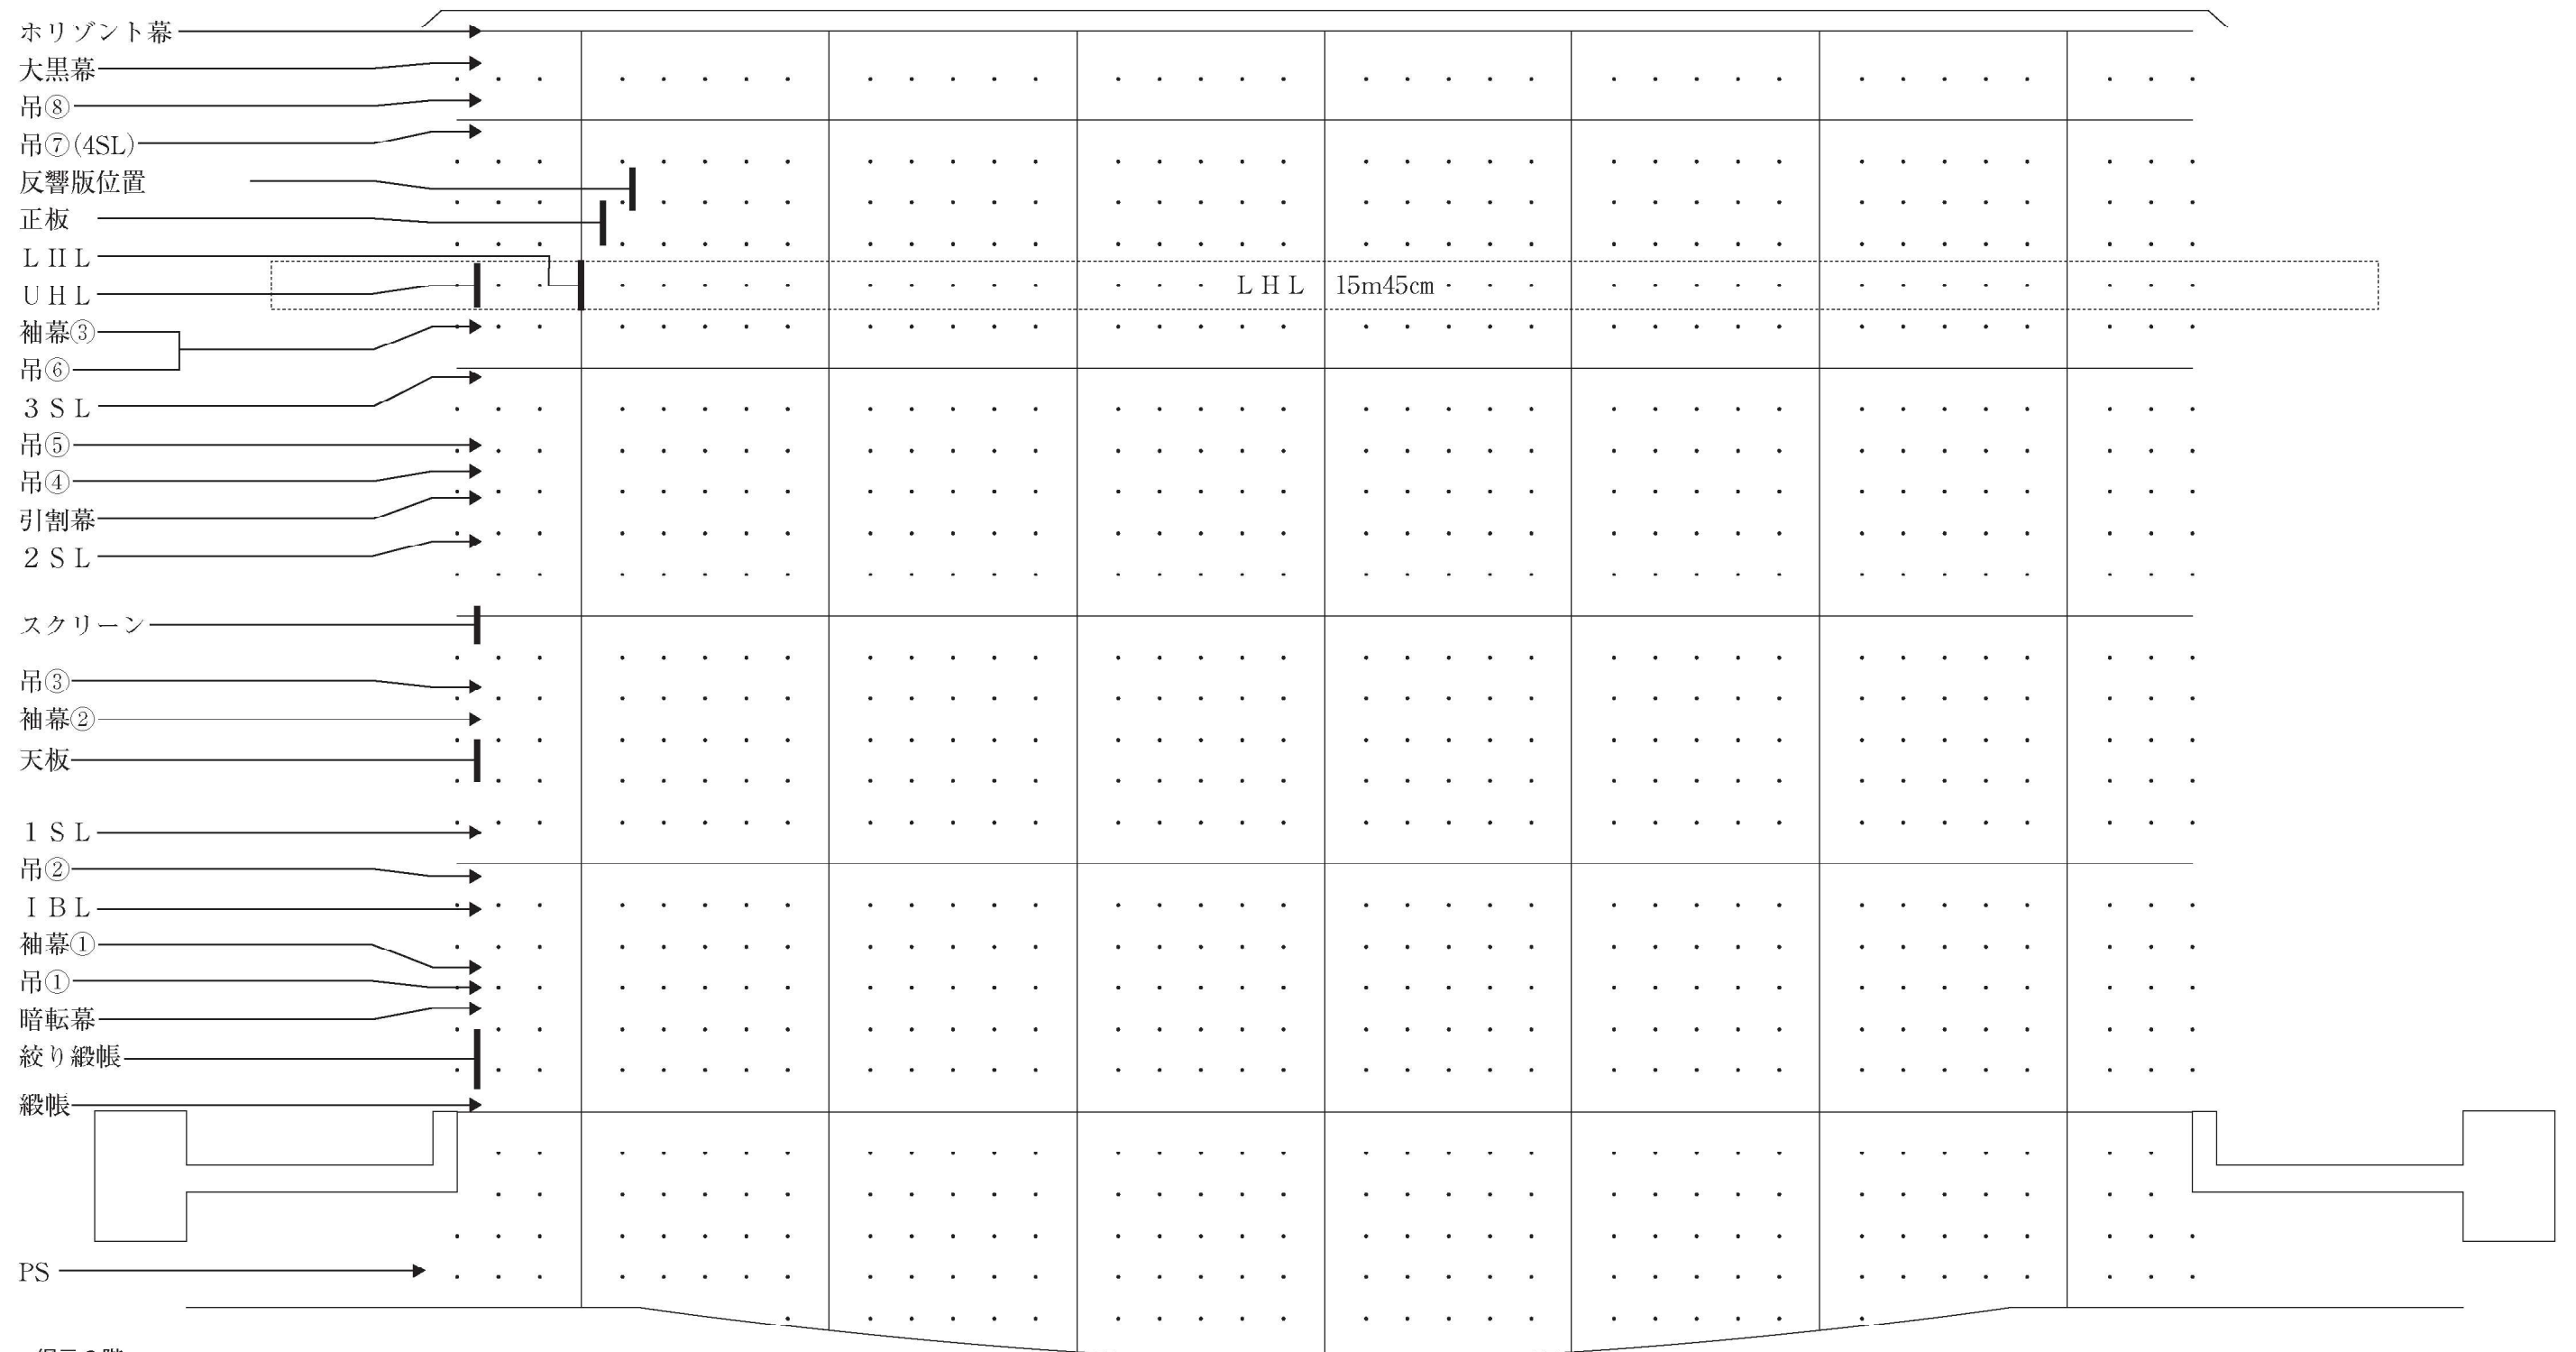 ホリゾント幕
大黒幕
吊⑧
吊⑦(4SL)
反響版位置
正板
ＬＨＬ
ＵＨＬ
ＬＨＬ 15m45㎝
袖幕③
吊⑥
３ＳＬ
吊⑤
吊④
引割幕
２ＳＬ
スクリーン
吊③
袖幕②
天板
１ＳＬ
吊②
ＩＢＬ
袖幕①
吊①
暗転幕
絞り緞帳
緞帳
PS